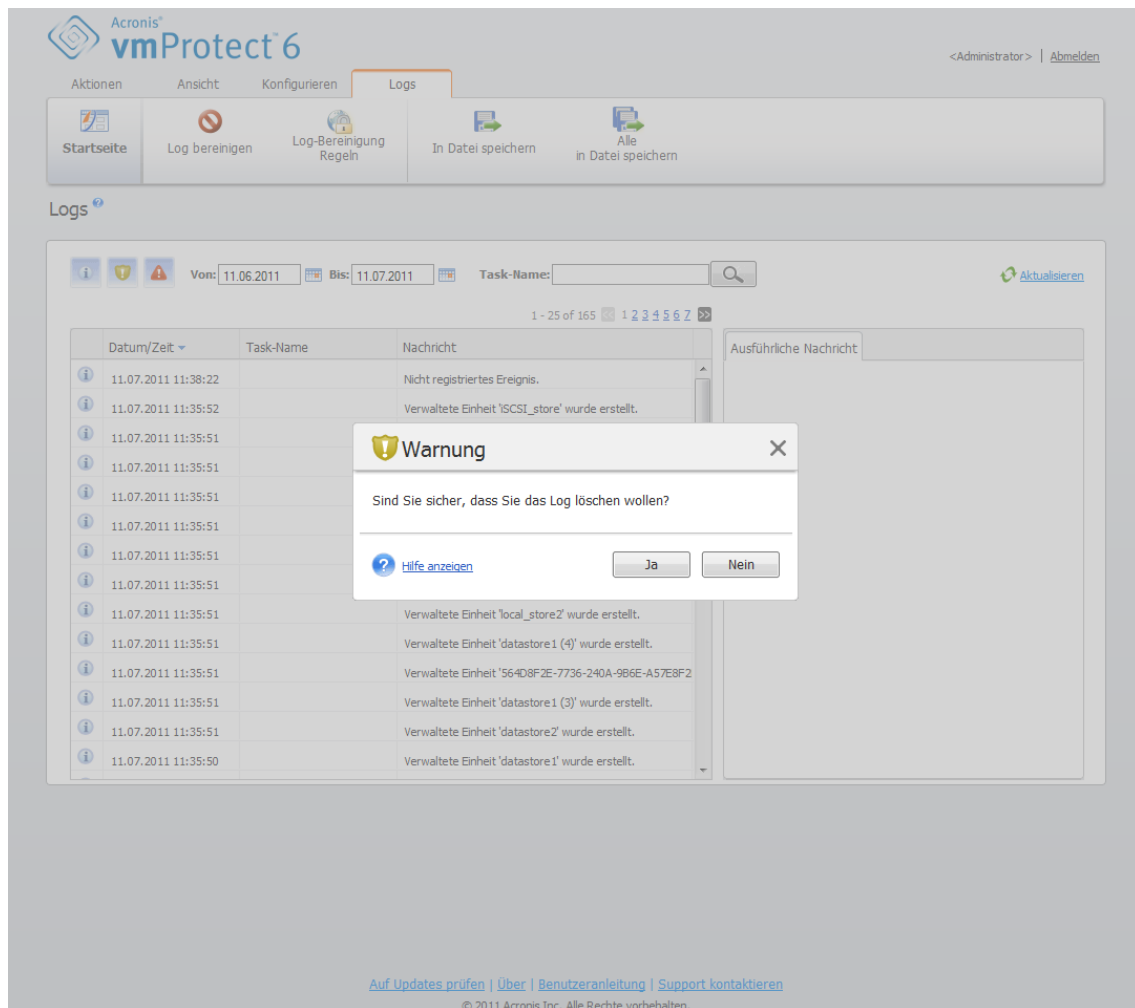 Acronis®
vmProtect™ 6
<Administrator> | Abmelden
Aktionen Ansicht Konfigurieren Logs
Startseite
Log bereinigen
Log-Bereinigung
Regeln
In Datei speichern
Alle
in Datei speichern
Logs
Von: 11.06.2011 Bis: 11.07.2011 Task-Name: Aktualisieren
1 - 25 of 165 1 2 3 4 5 6 7
Datum/Zeit Task-Name Nachricht
Ausführliche Nachricht
11.07.2011 11:38:22 Nicht registriertes Ereignis.
11.07.2011 11:35:52 Verwaltete Einheit 'iSCSI_store' wurde erstellt.
11.07.2011 11:35:51
11.07.2011 11:35:51
11.07.2011 11:35:51
11.07.2011 11:35:51
11.07.2011 11:35:51
11.07.2011 11:35:51
Warnung
Sind Sie sicher, dass Sie das Log löschen wollen?
Hilfe anzeigen Ja Nein
11.07.2011 11:35:51 Verwaltete Einheit 'local_store2' wurde erstellt.
11.07.2011 11:35:51 Verwaltete Einheit 'datastore1 (4)' wurde erstellt.
11.07.2011 11:35:51 Verwaltete Einheit '564D8F2E-7736-240A-9B6E-A57E8F2
11.07.2011 11:35:51 Verwaltete Einheit 'datastore1 (3)' wurde erstellt.
11.07.2011 11:35:51 Verwaltete Einheit 'datastore2' wurde erstellt.
11.07.2011 11:35:50 Verwaltete Einheit 'datastore1' wurde erstellt.
Auf Updates prüfen | Über | Benutzeranleitung | Support kontaktieren
© 2011 Acronis Inc. Alle Rechte vorbehalten.